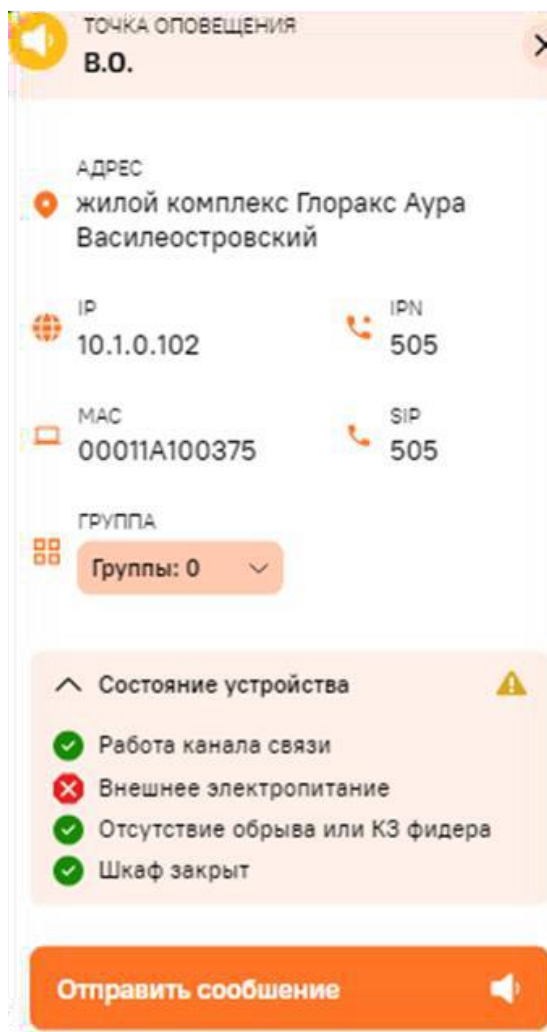 ТОЧКА ОПОВЕЩЕНИЯ
В.О.
АДРЕС
жилой комплекс Глоракс Аура
Василеостровский
IP
10.1.0.102
IPN
505
MAC
00011A100375
SIP
505
ГРУППА
Группы: 0
Состояние устройства
Работа канала связи
Внешнее электропитание
Отсутствие обрыва или КЗ фидера
Шкаф закрыт
Отправить сообщение